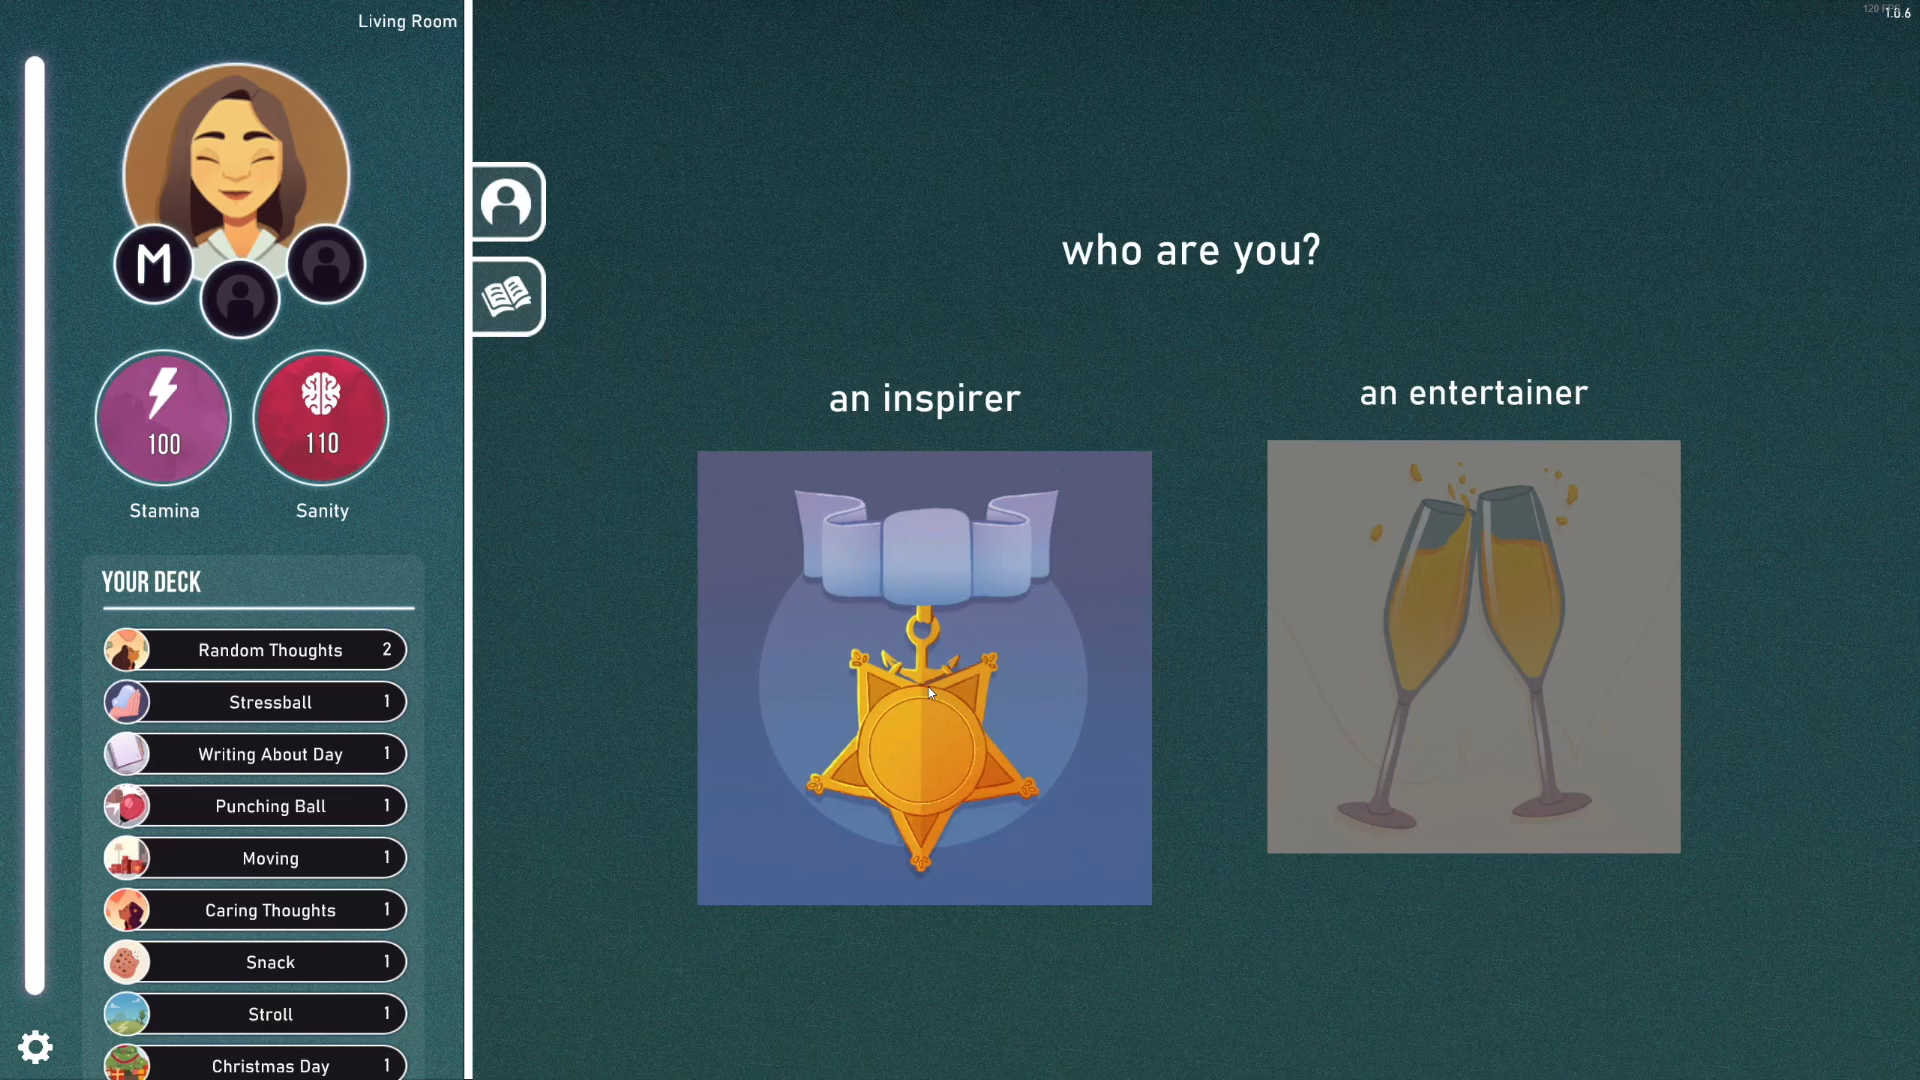 Living Room
120 FPS
1.0.6
M
who are you?
an inspirer
an entertainer
100
110
Stamina
Sanity
YOUR DECK
Random Thoughts 2
Stressball 1
Writing About Day 1
Punching Ball 1
Moving 1
Caring Thoughts 1
Snack 1
Stroll 1
Christmas Day 1